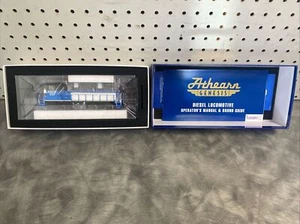 Athearn
GENESIS
DIESEL LOCOMOTIVE
OPERATOR'S MANUAL & SOUND GUIDE